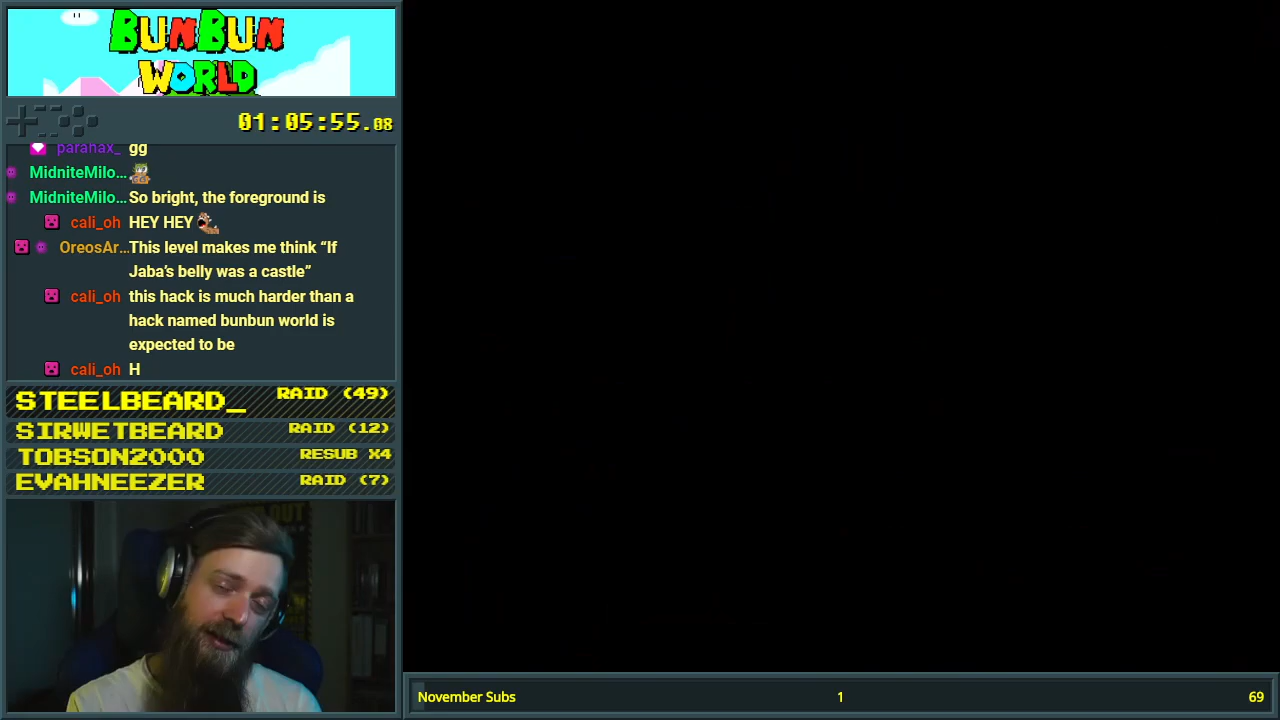 BUNBUN
WORLD
01:05:55.08
paranax_ gg
MidniteMilo...
MidniteMilo... So bright, the foreground is
cali_oh HEY HEY
OreosAr... This level makes me think “If
Jaba’s belly was a castle”
cali_oh this hack is much harder than a
hack named bunbun world is
expected to be
cali_oh H
STEELBEARD_ RAID (49)
SIRWETBEARD RAID (12)
TOBSON2000 RESUB X4
EVAHNEEZER RAID (7)
November Subs 1 69